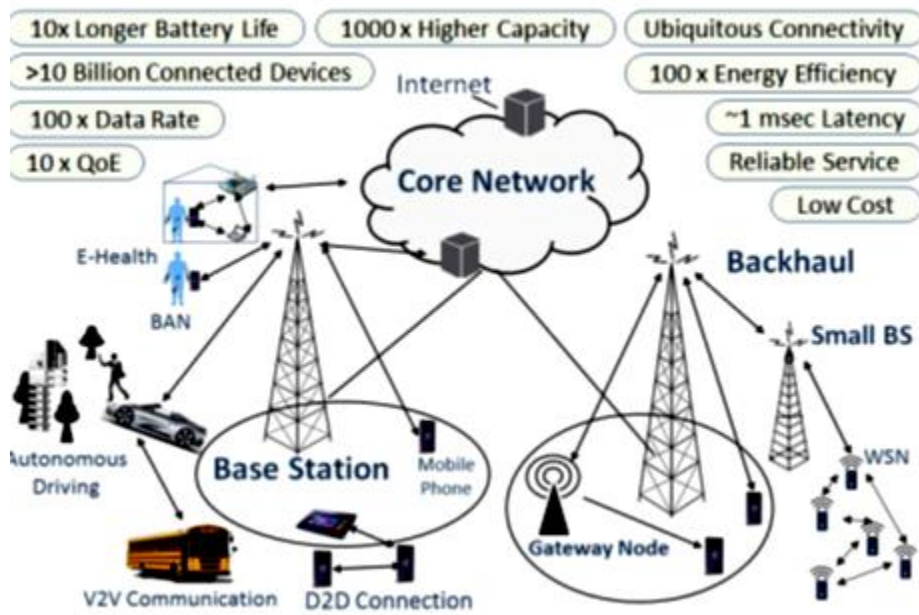 10x Longer Battery Life
1000 x Higher Capacity
Ubiquitous Connectivity
>10 Billion Connected Devices
100 x Energy Efficiency
Internet
100 x Data Rate
~1 msec Latency
10 x QoE
Reliable Service
Core Network
Low Cost
E-Health
Backhaul
BAN
Small BS
Autonomous
Driving
Base Station
Mobile
Phone
WSN
Gateway Node
V2V Communication
D2D Connection